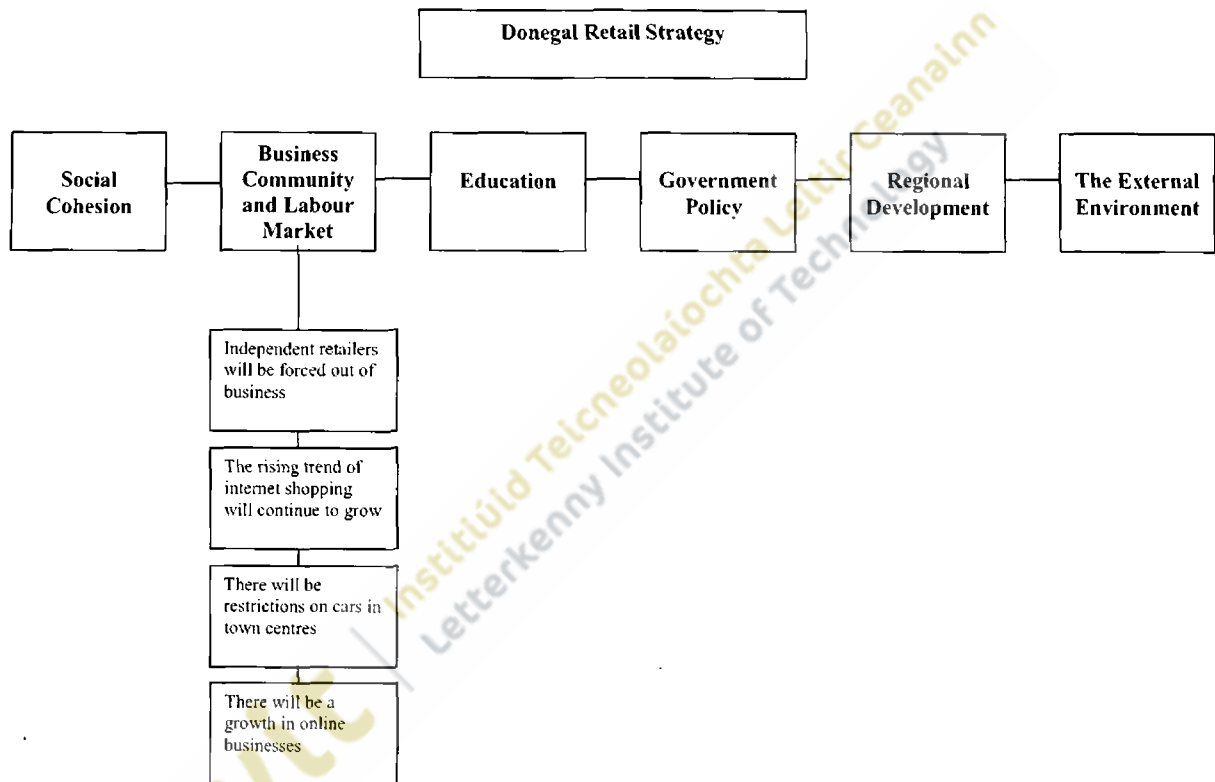 Donegal Retail Strategy
Social
Cohesion
Business
Community
and Labour
Market
Education
Government
Policy
Regional
Development
The External
Environment
Independent retailers
will be forced out of
business
The rising trend of
internet shopping
will continue to grow
There will be
restrictions on cars in
town centres
There will be a
growth in online
businesses
Institiúid Teicneolaíochta Leitir Ceanainn
Letterkenny Institute of Technology